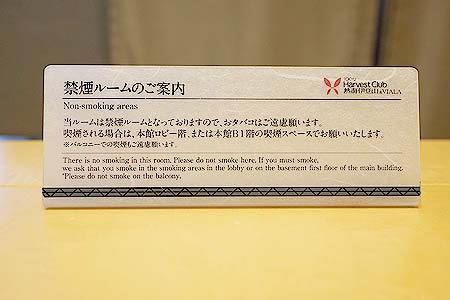 禁煙ルームのご案内
Non-smoking areas
TOKYU
Harvest Club
熱海伊豆山&VIALA
当ルームは禁煙ルームとなっておりますので、おタバコはご遠慮願います。
喫煙される場合は、本館ロビー階、または本館B1階の喫煙スペースでお願いいたします。
※バルコニーでの喫煙もご遠慮願います。
There is no smoking in this room. Please do not smoke here. If you must smoke,
we ask that you smoke in the smoking areas in the lobby or on the basement first floor of the main building.
*Please do not smoke on the balcony.